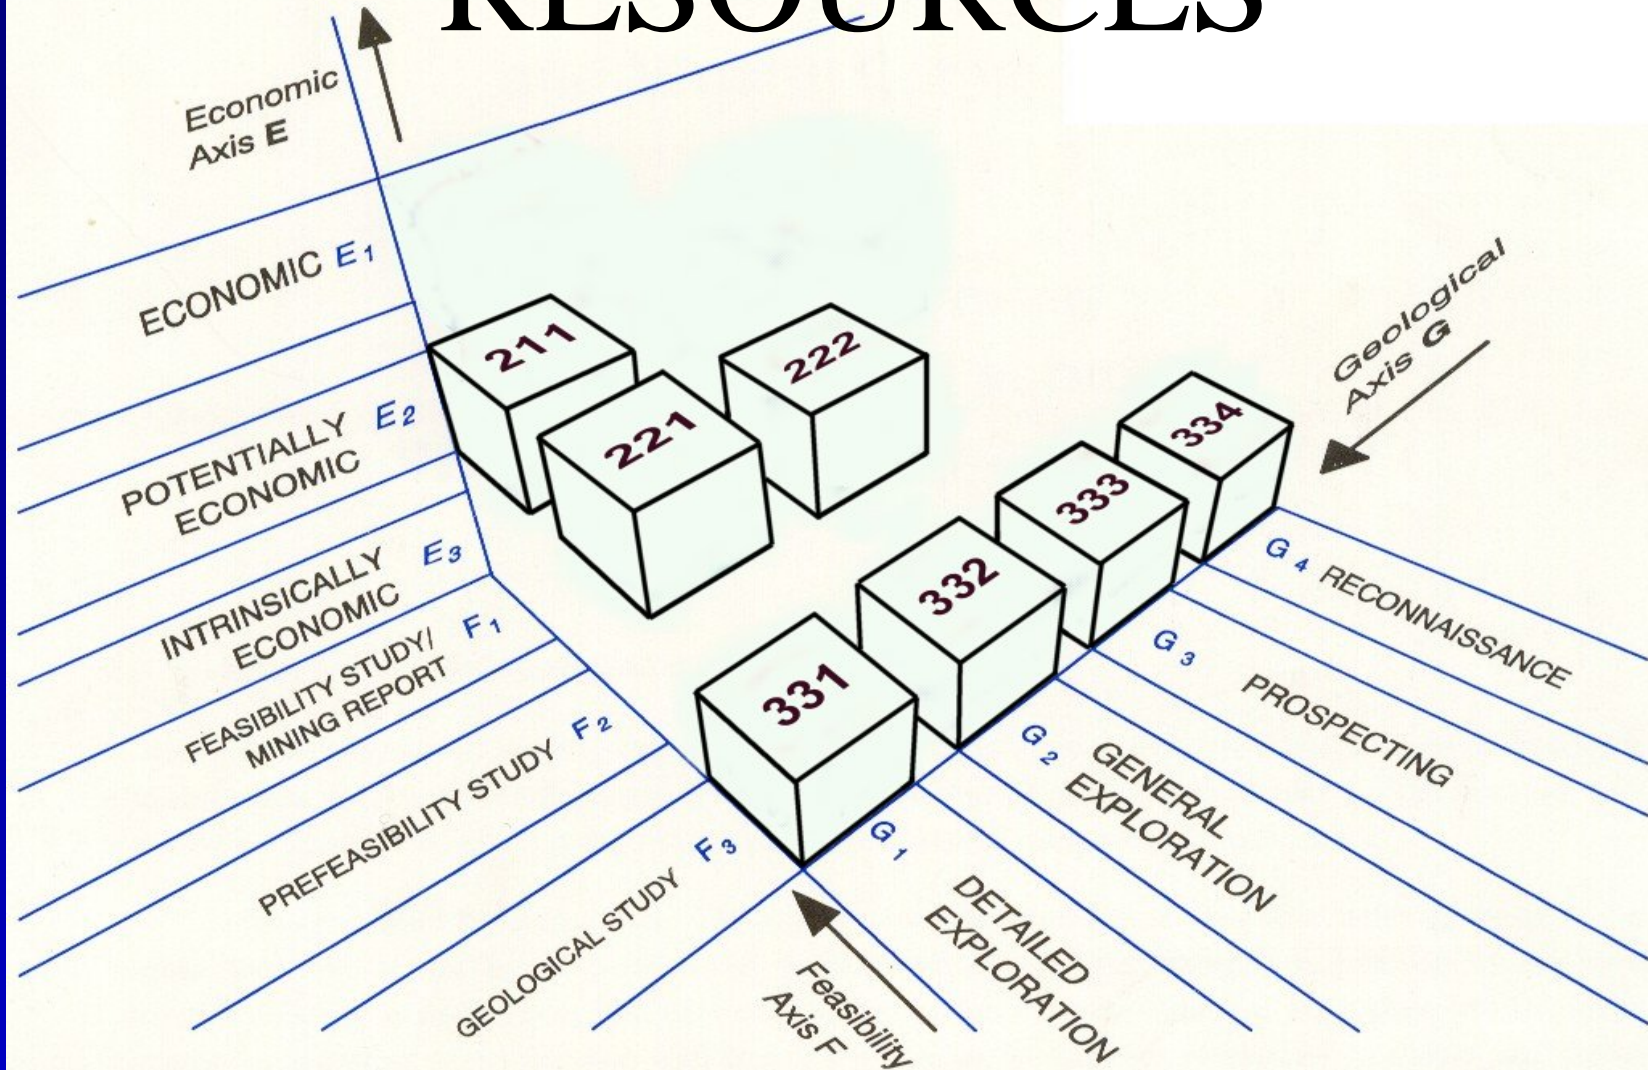 RESOURCES
Economic
Axis E
ECONOMIC E1
POTENTIALLY E2
ECONOMIC
INTRINSICALLY E3
ECONOMIC
FEASIBILITY STUDY/ F1
MINING REPORT
PREFEASIBILITY STUDY F2
GEOLOGICAL STUDY F3
211
222
221
334
333
332
331
Geological
Axis G
G4 RECONNAISSANCE
G3 PROSPECTING
G2 GENERAL
EXPLORATION
G1 DETAILED
EXPLORATION
Feasibility
Axis F